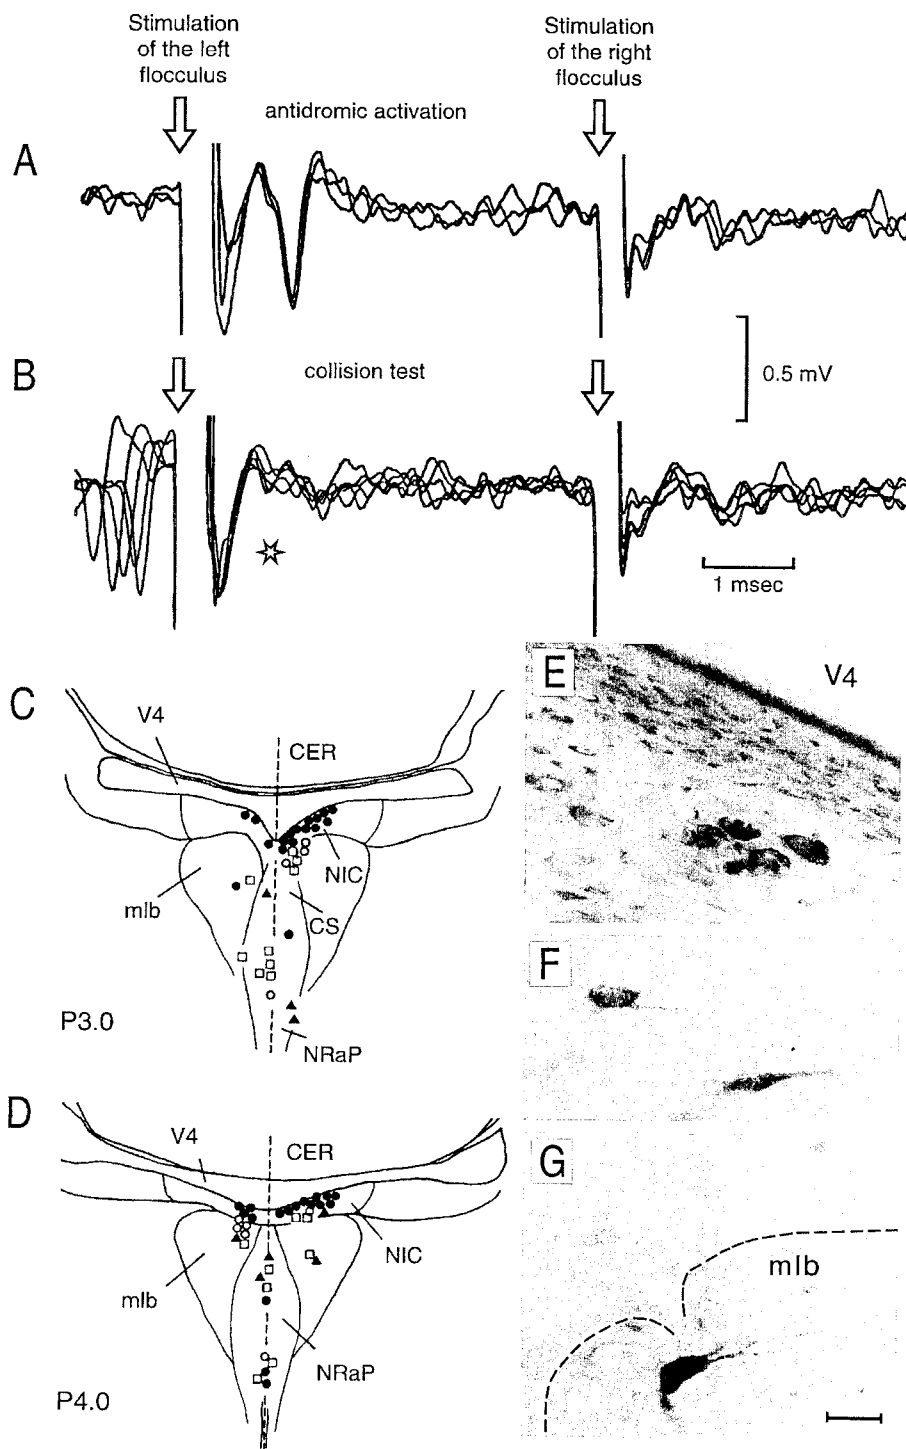 Stimulation
of the left
flocculus
Stimulation
of the right
flocculus
antidromic activation
A
B
collision test
0.5 mV
1 msec
C
V4
CER
NIC
mlb
CS
P3.0
NRaP
D
V4
CER
NIC
mlb
NRaP
P4.0
E
V4
F
G
mlb